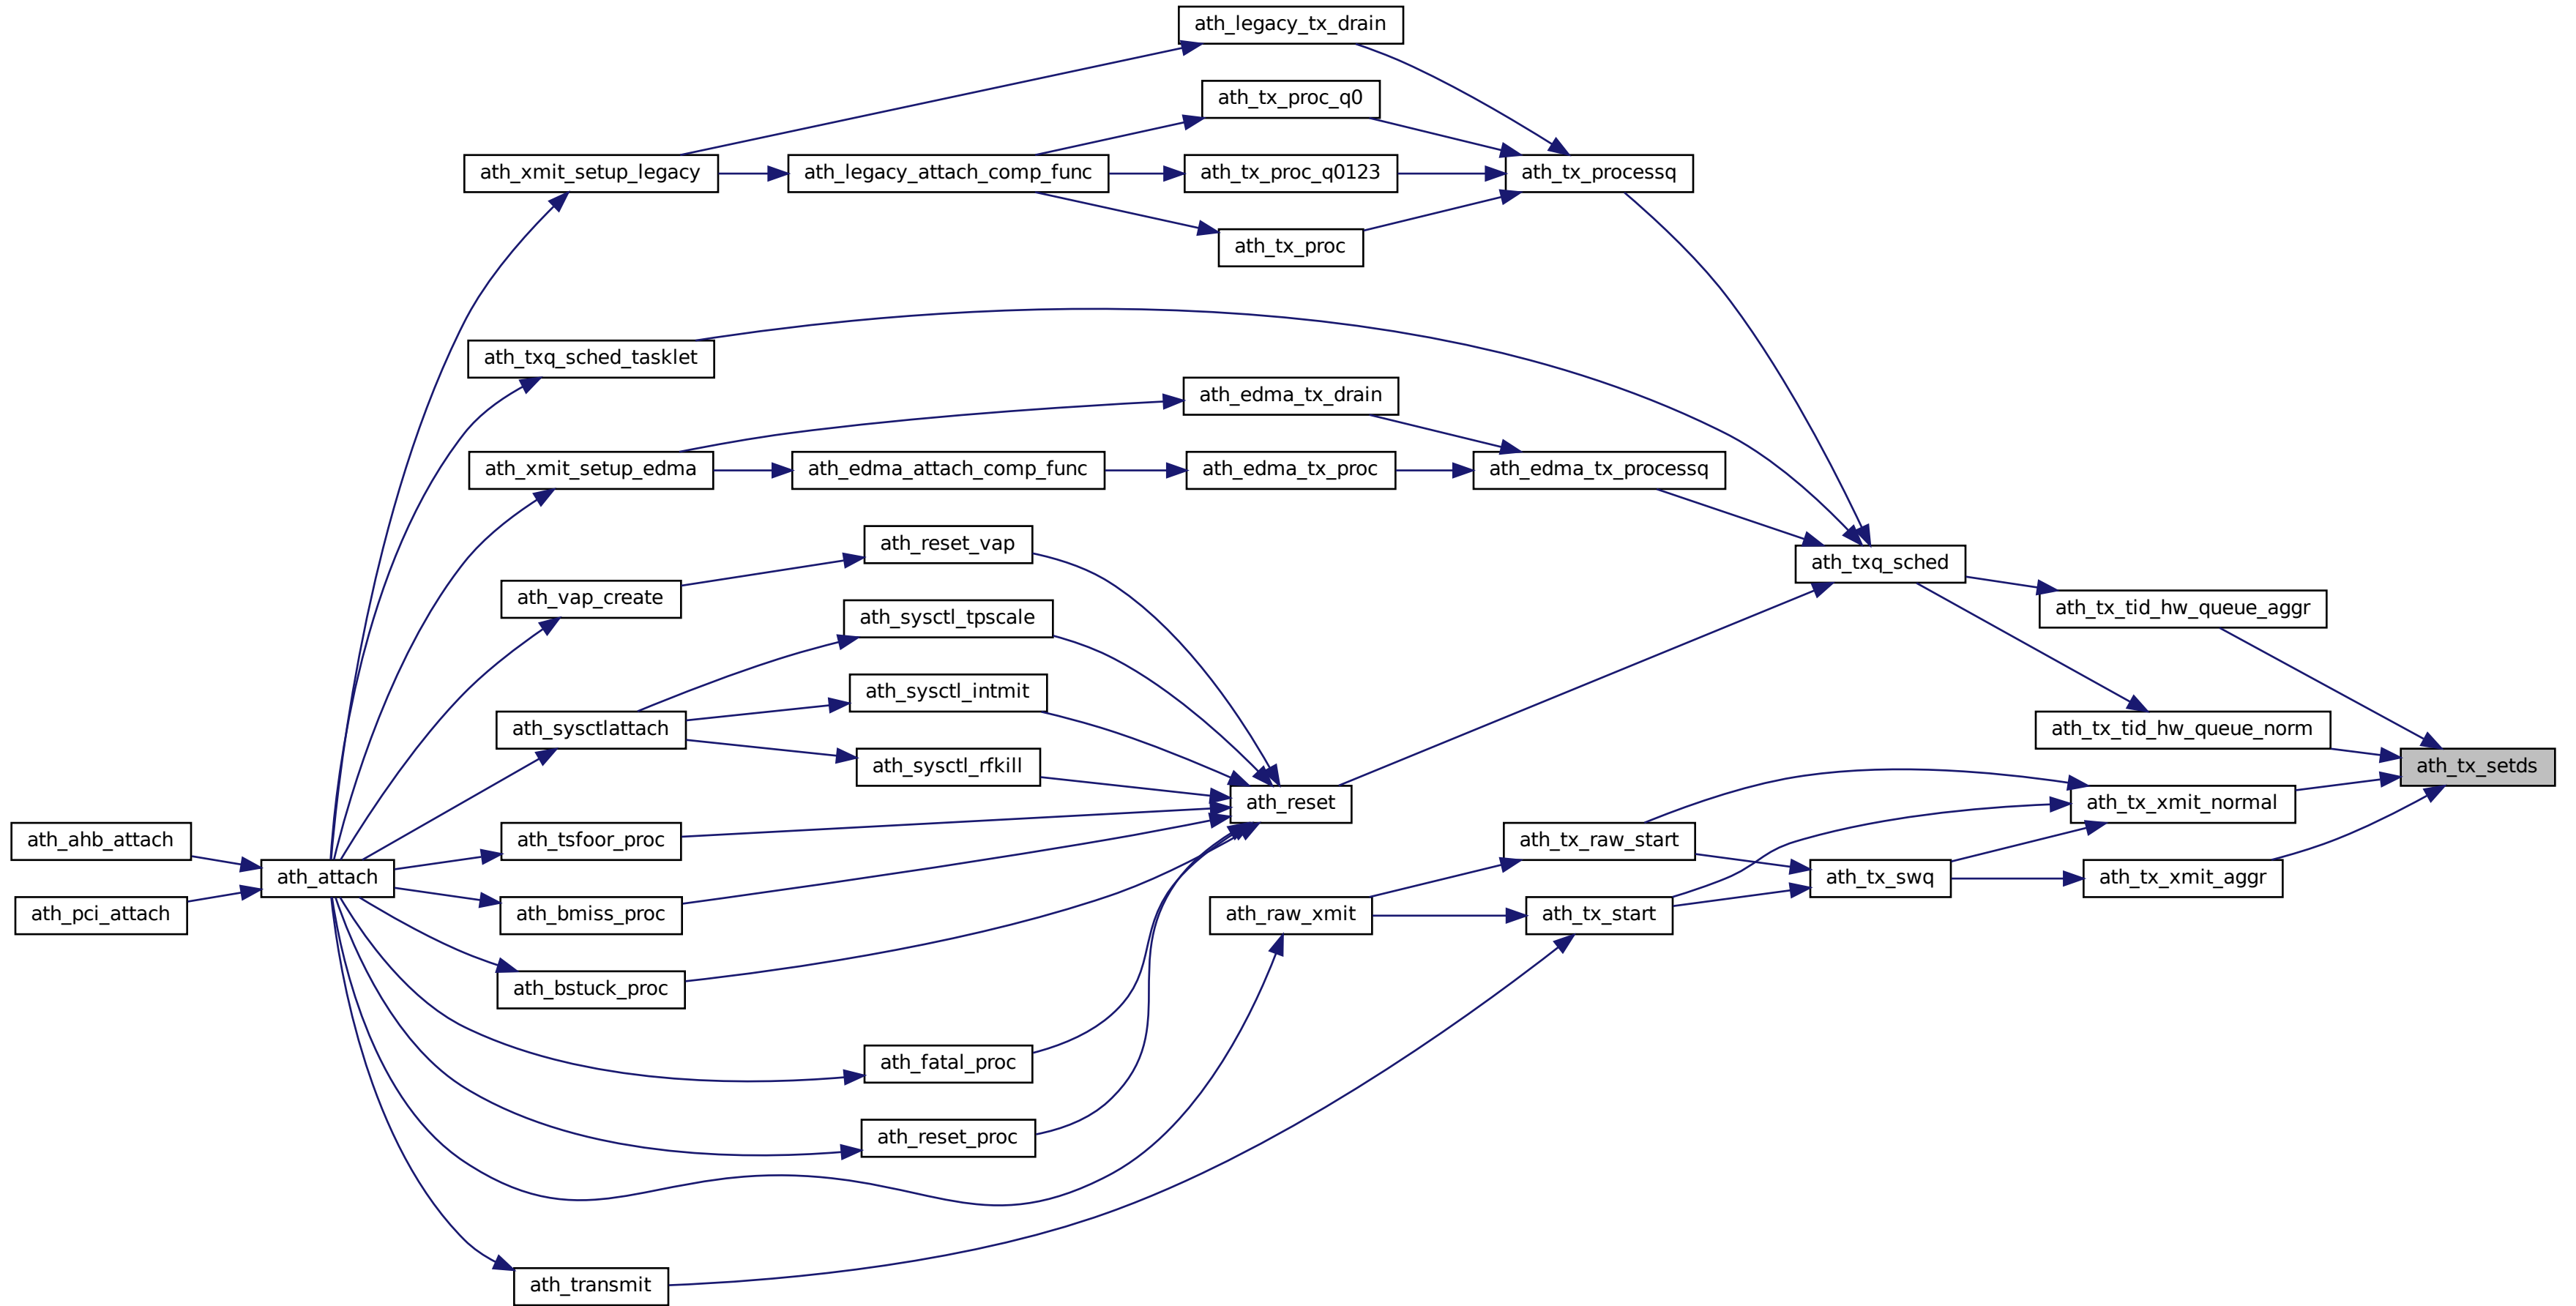 ath_legacy_tx_drain
ath_tx_proc_q0
ath_xmit_setup_legacy
ath_legacy_attach_comp_func
ath_tx_proc_q0123
ath_tx_processq
ath_tx_proc
ath_txq_sched_tasklet
ath_edma_tx_drain
ath_xmit_setup_edma
ath_edma_attach_comp_func
ath_edma_tx_proc
ath_edma_tx_processq
ath_reset_vap
ath_txq_sched
ath_vap_create
ath_tx_tid_hw_queue_aggr
ath_sysctl_tpscale
ath_sysctl_intmit
ath_sysctlattach
ath_tx_tid_hw_queue_norm
ath_sysctl_rfkill
ath_tx_setds
ath_reset
ath_tx_xmit_normal
ath_ahb_attach
ath_tsfoor_proc
ath_tx_raw_start
ath_attach
ath_tx_swq
ath_tx_xmit_aggr
ath_pci_attach
ath_bmiss_proc
ath_raw_xmit
ath_tx_start
ath_bstuck_proc
ath_fatal_proc
ath_reset_proc
ath_transmit